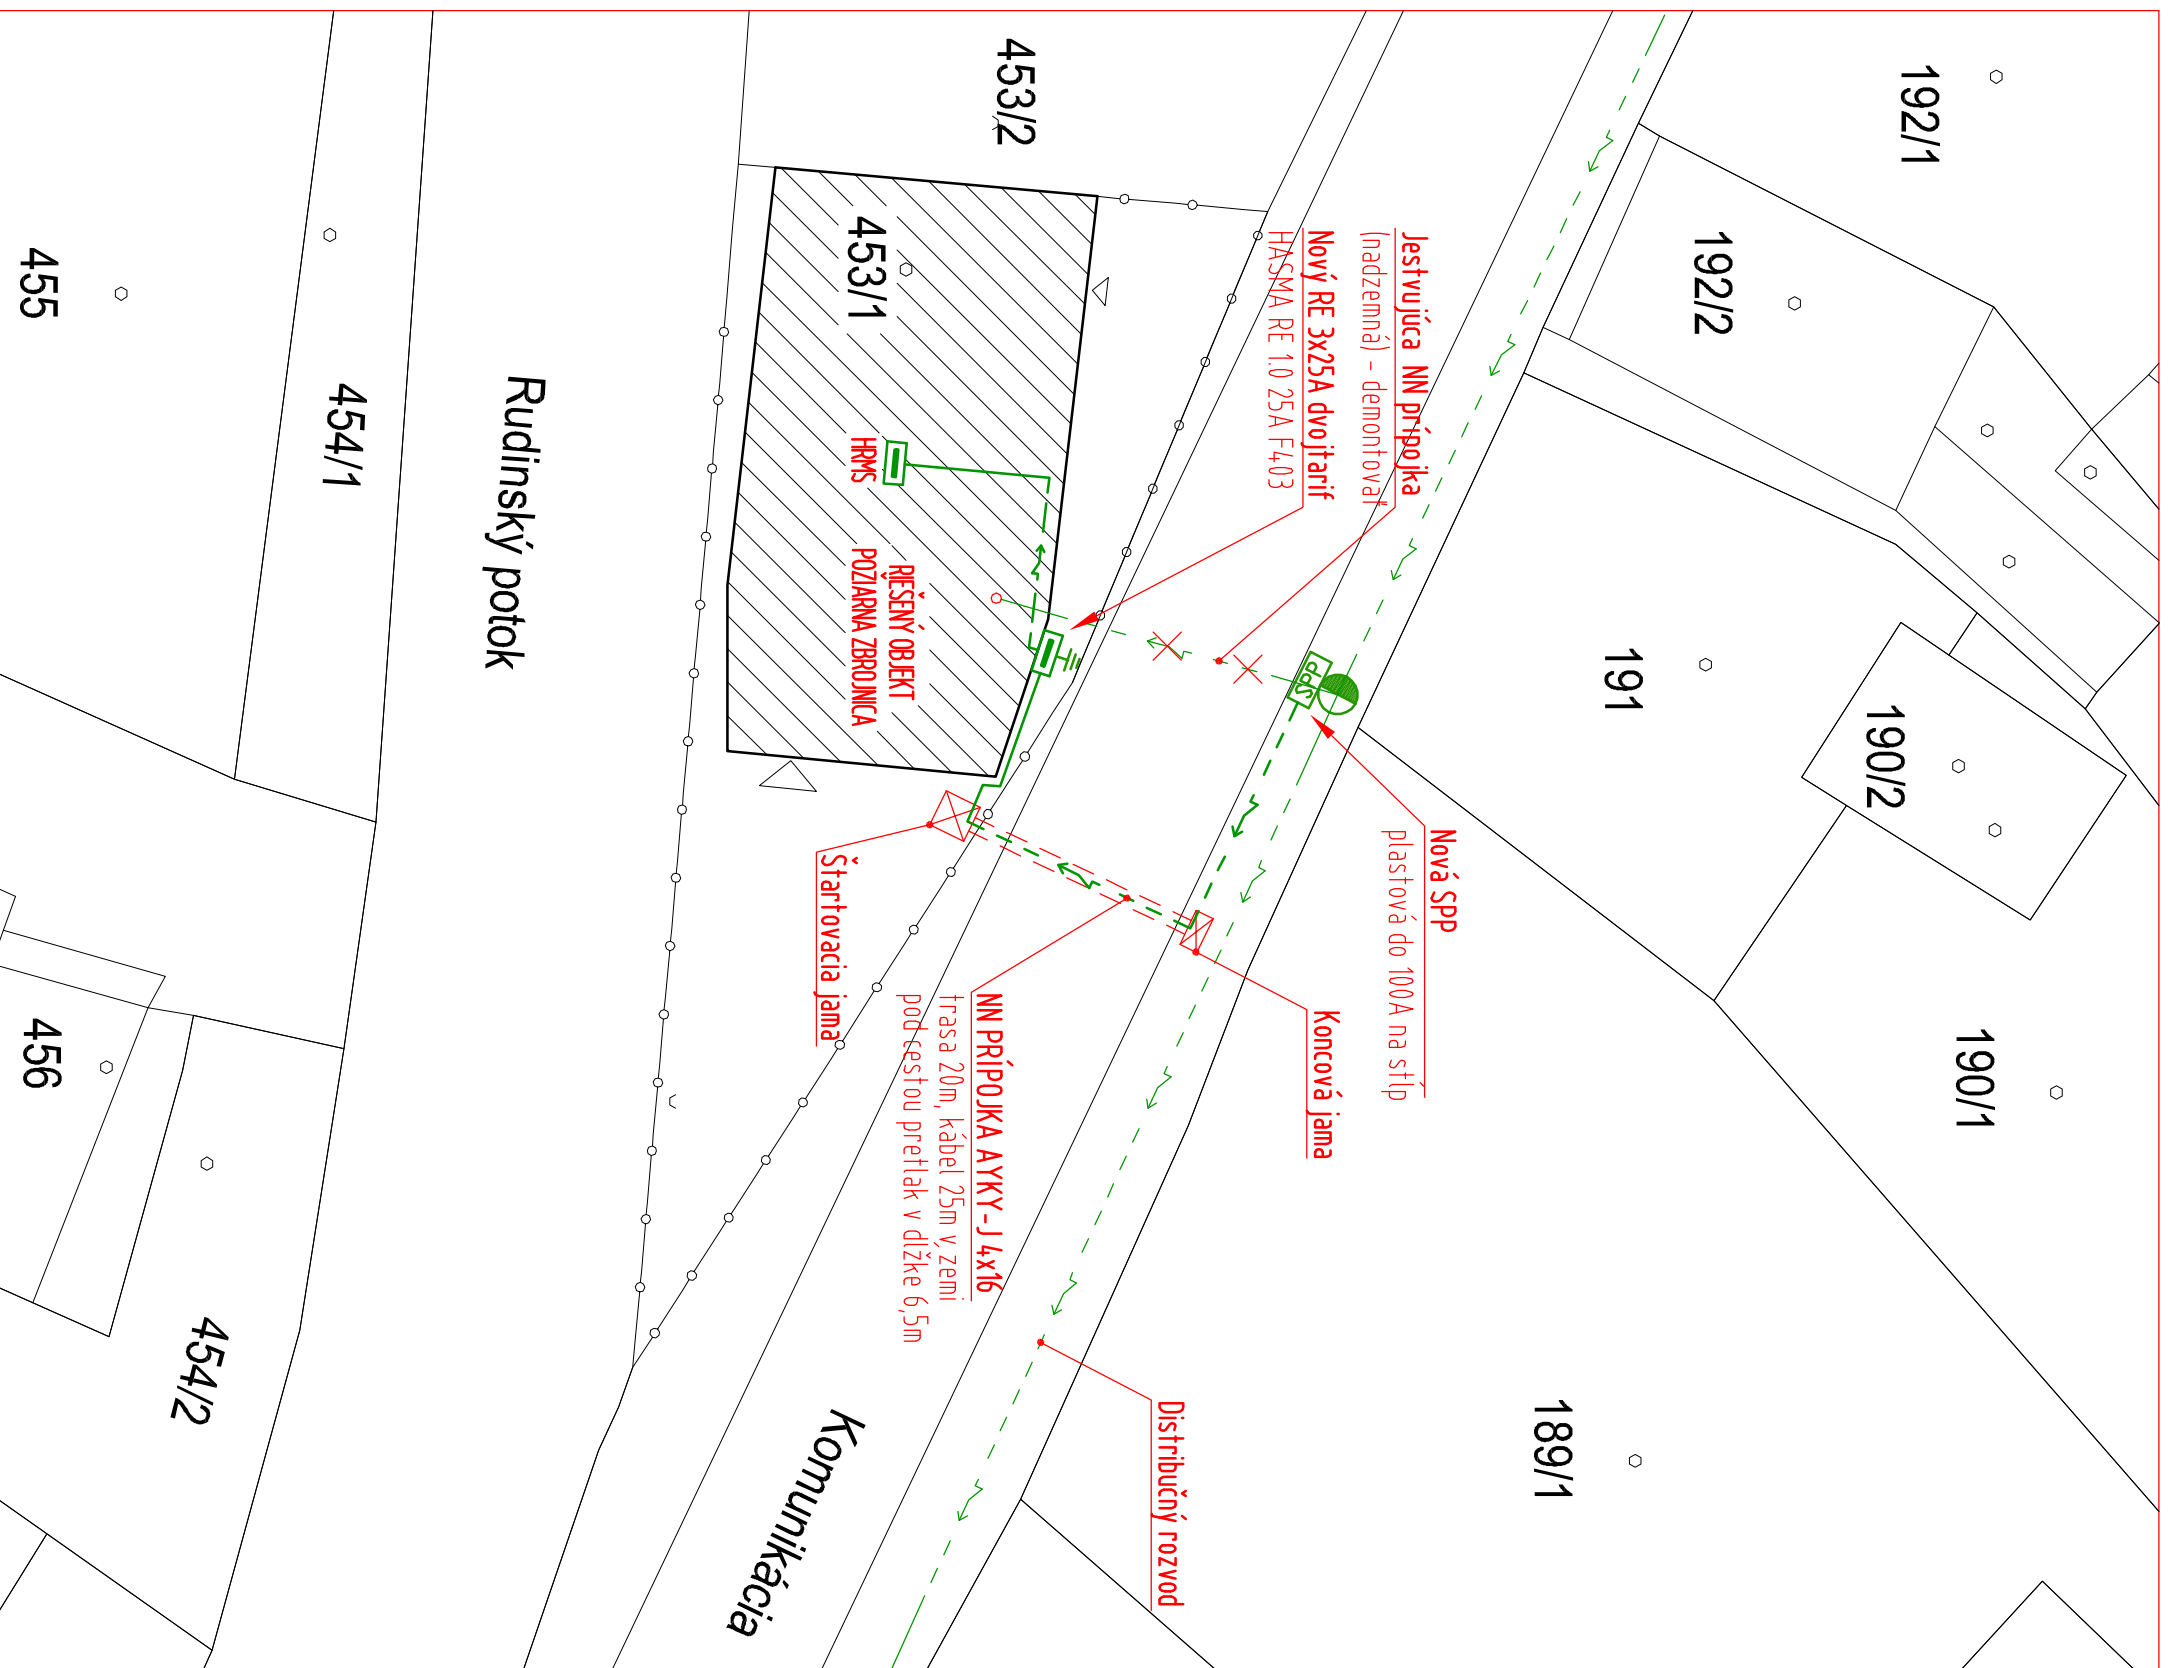 192/1
192/2
191
190/2
190/1
189/1
Jestvujúca NN prípojka
(nadzemná) - demontovať
Nový RE 3x25A dvojtarif
HASMA RE 1.0 25A F403
Nová SPP
plastová do 100A na stĺp
Koncová jama
Distribučný rozvod
SPP
453/2
453/1
HRMS
RIEŠENÝ OBJEKT
POŽIARNA ZBROJNICA
NN PRÍPOJKA AYKY-J 4x16
trasa 20m, kábel 25m v zemi
pod cestou pretlak v dĺžke 6,5m
Štartovacia jama
Komunikácia
Rudinský potok
454/1
455
456
454/2